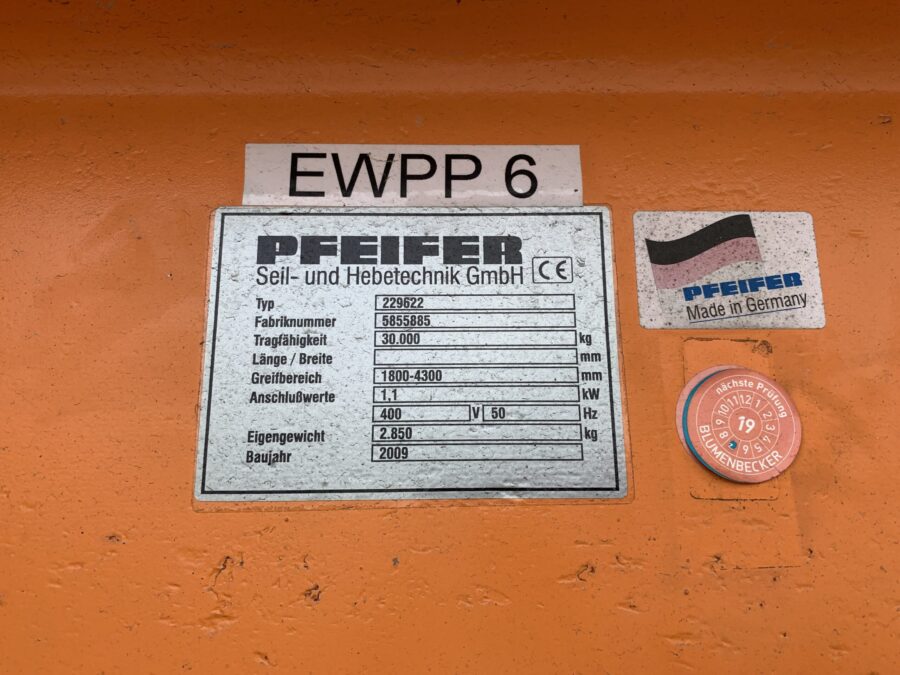 EWPP 6
PFEIFER
Seil- und Hebetechnik GmbH CE
Typ 229622
Fabriknummer 5855885
Tragfähigkeit 30.000 kg
Länge / Breite mm
Greifbereich 1800-4300 mm
Anschlußwerte 1,1 kW
400 V 50 Hz
Eigengewicht 2.850 kg
Baujahr 2009
PFEIFER
Made in Germany
nächste Prüfung
19
BLUMENBECKER